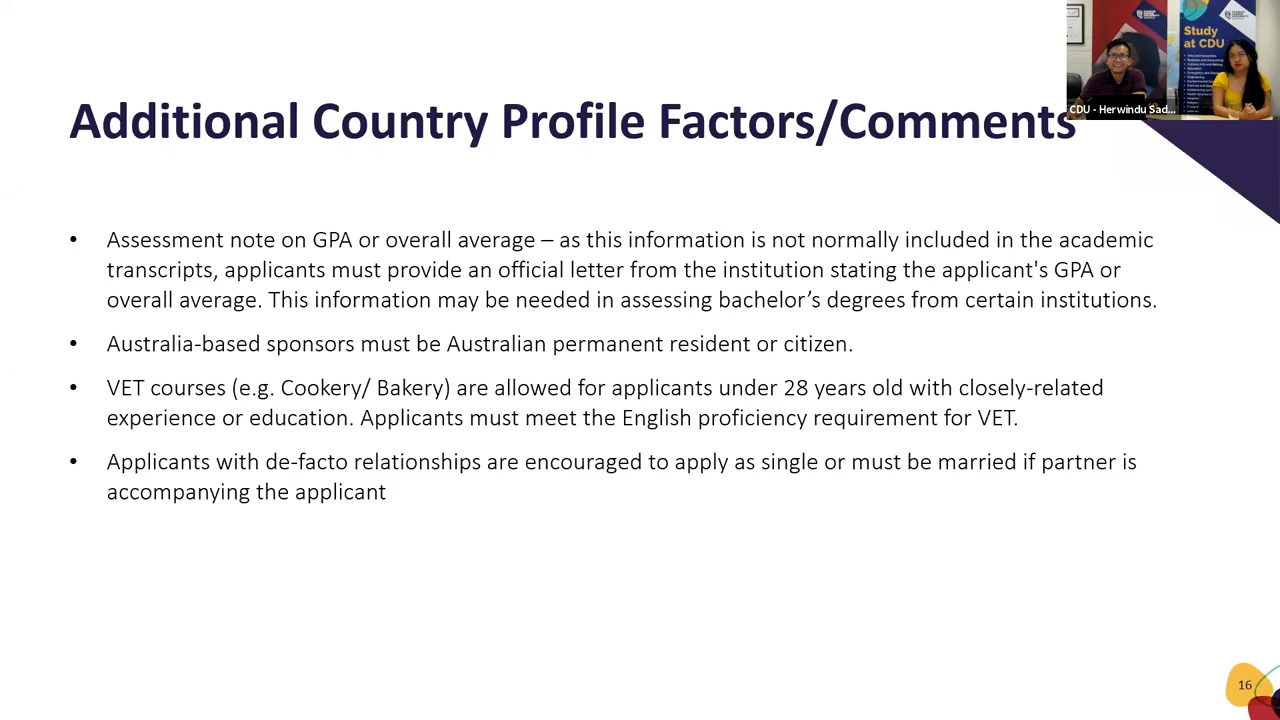 Study
at CDU
CDU - Herwindu Sad...
Additional Country Profile Factors/Comments
• Assessment note on GPA or overall average – as this information is not normally included in the academic
transcripts, applicants must provide an official letter from the institution stating the applicant's GPA or
overall average. This information may be needed in assessing bachelor’s degrees from certain institutions.
• Australia-based sponsors must be Australian permanent resident or citizen.
• VET courses (e.g. Cookery/ Bakery) are allowed for applicants under 28 years old with closely-related
experience or education. Applicants must meet the English proficiency requirement for VET.
• Applicants with de-facto relationships are encouraged to apply as single or must be married if partner is
accompanying the applicant
16